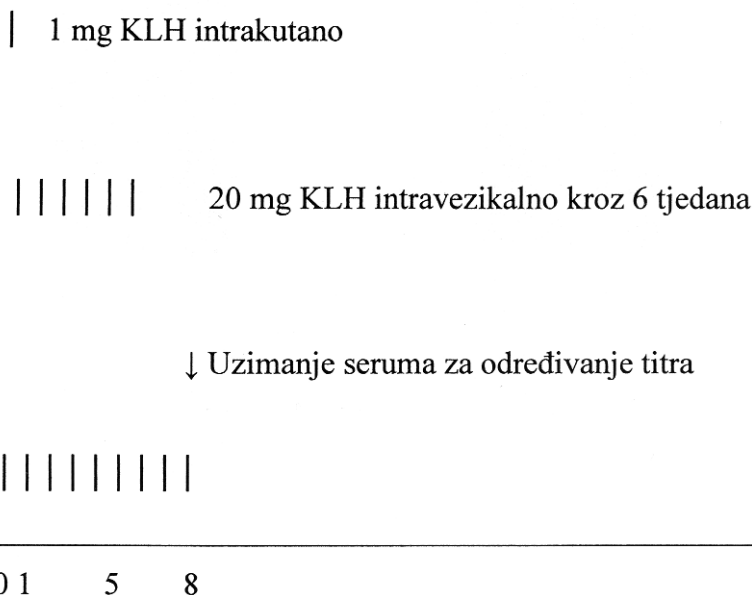 1 mg KLH intrakutano
20 mg KLH intravezikalno kroz 6 tjedana
↓ Uzimanje seruma za određivanje titra
0 1 5 8